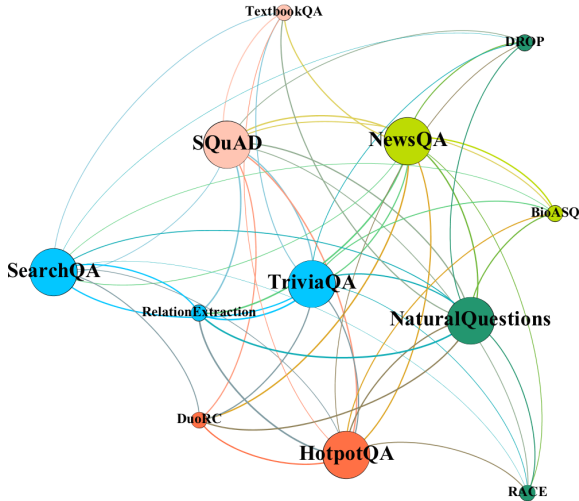 TextbookQA
DROP
SQuAD
NewsQA
BioASQ
SearchQA
TriviaQA
RelationExtraction
NaturalQuestions
DuoRC
HotpotQA
RACE